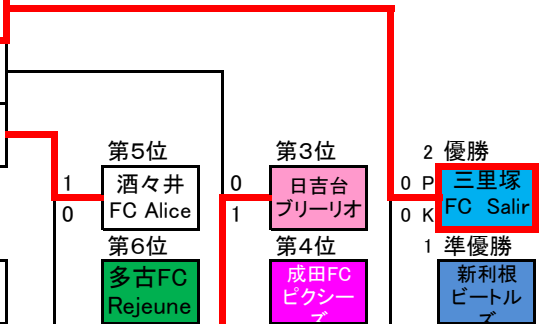 第5位
第3位
2 優勝
1
酒々井
FC Alice
0
0
日吉台
ブリーリオ
1
0 P
三里塚
FC Salir
0 K
第6位
第4位
1 準優勝
多古FC
Rejeune
成田FC
ピクシー
ズ
新利根
ビートル
ズ